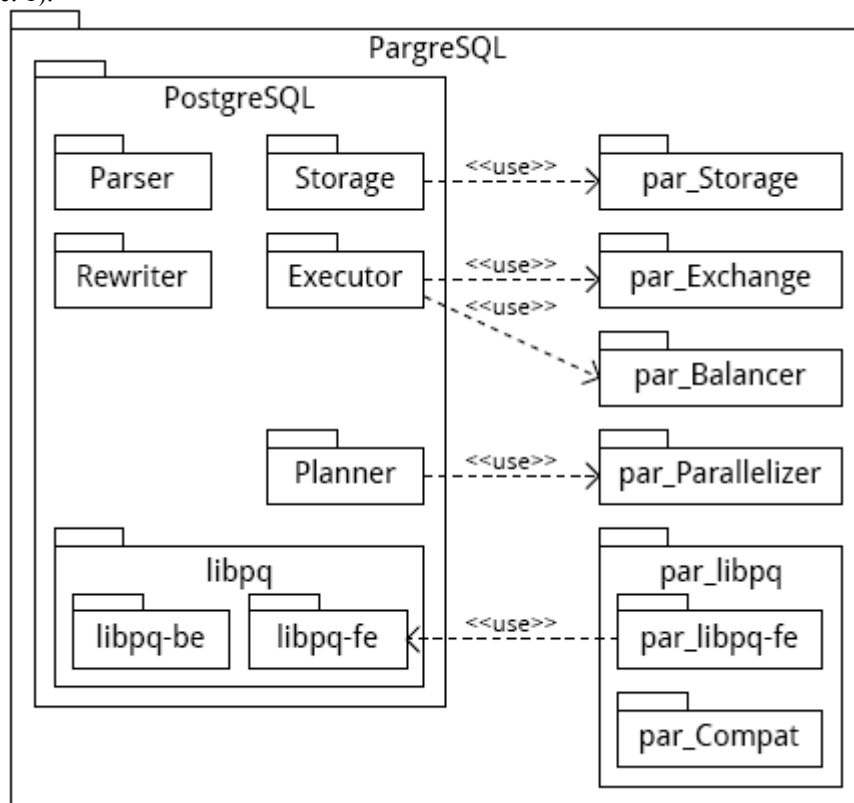 PargreSQL
PostgreSQL
Parser
Storage
<<use>>
par_Storage
Rewriter
Executor
<<use>>
par_Exchange
<<use>>
par_Balancer
Planner
<<use>>
par_Parallelizer
libpq
par_libpq
libpq-be
libpq-fe
<<use>>
par_libpq-fe
par_Compat